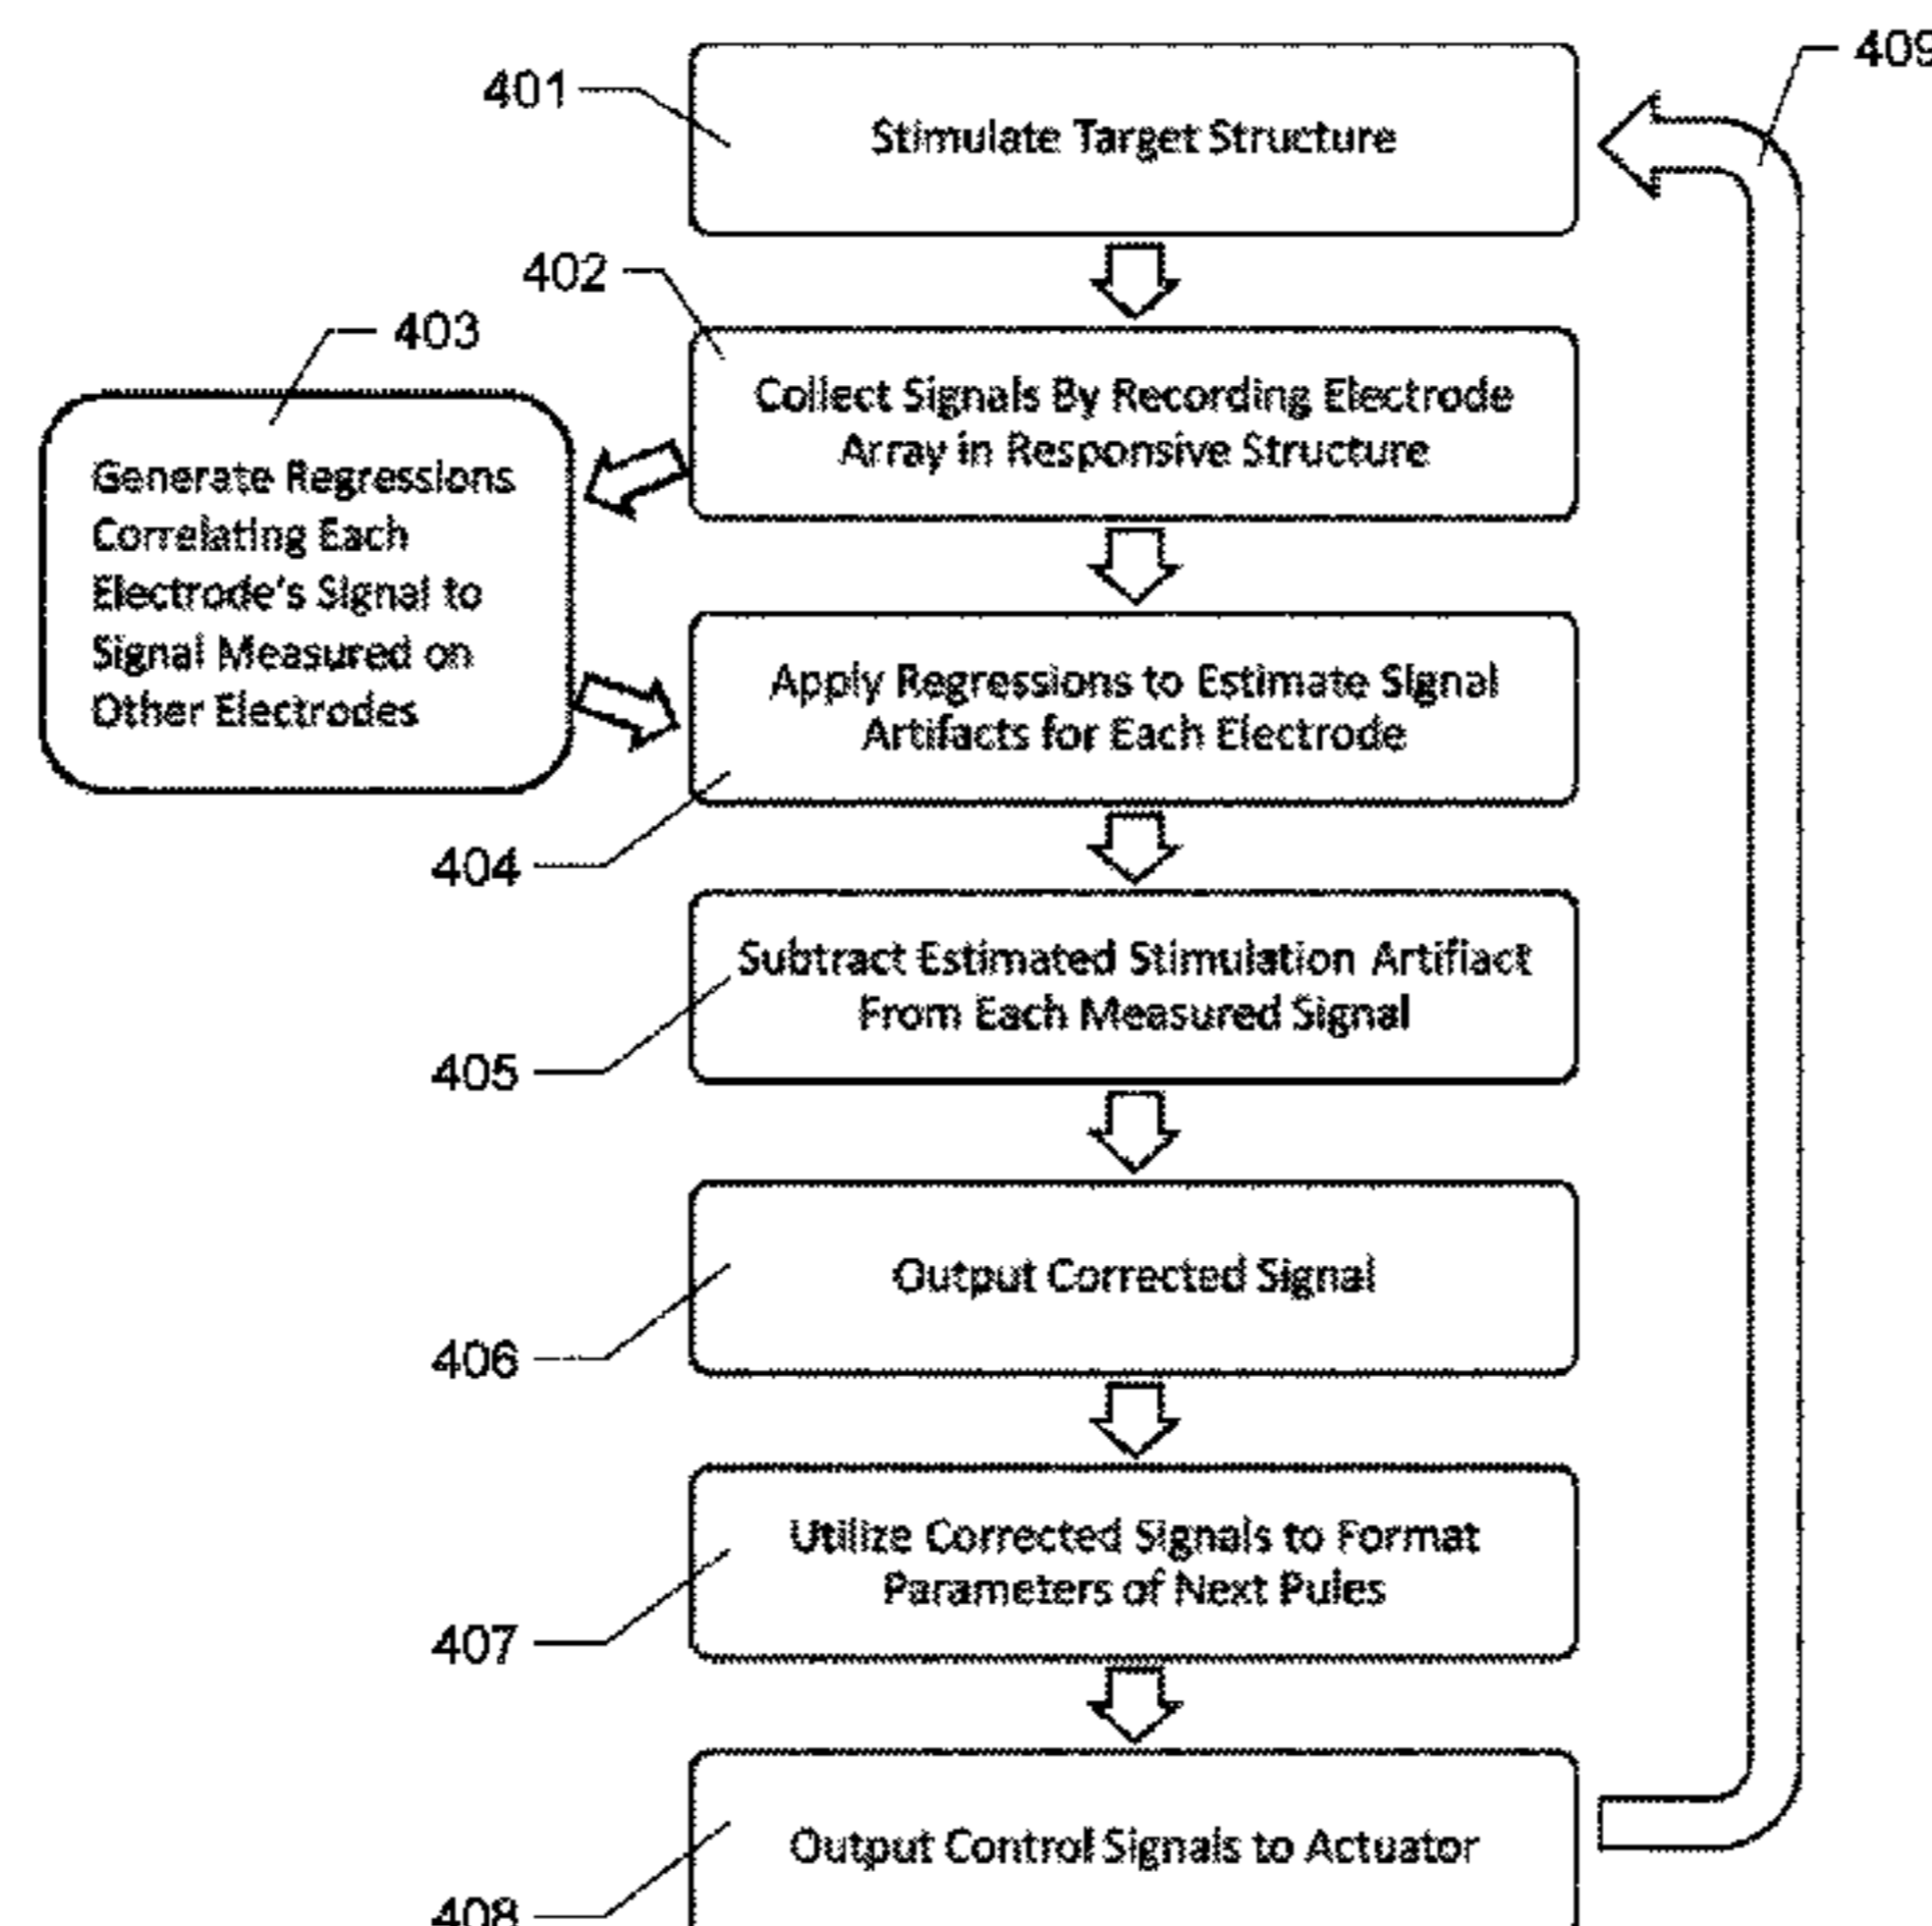 401
Stimulate Target Structure
409
402
Collect Signals By Recording Electrode
Array in Responsive Structure
403
Generate Regressions
Correlating Each
Electrode's Signal to
Signal Measured on
Other Electrodes
Apply Regressions to Estimate Signal
Artifacts for Each Electrode
404
Subtract Estimated Stimulation Artifiact
From Each Measured Signal
405
Output Corrected Signal
406
Utilize Corrected Signals to Format
Parameters of Next Pules
407
Output Control Signals to Actuator
408